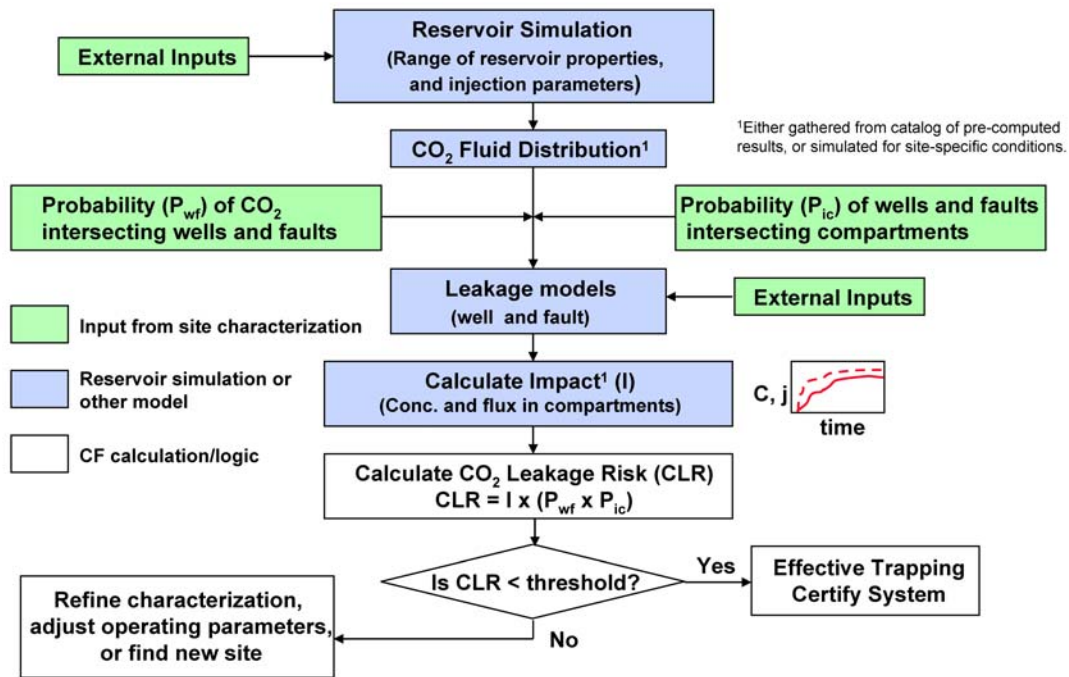 Reservoir Simulation
(Range of reservoir properties,
and injection parameters)
External Inputs
¹Either gathered from catalog of pre-computed
results, or simulated for site-specific conditions.
CO₂ Fluid Distribution¹
Probability (Pwf) of CO₂
intersecting wells and faults
Probability (Pic) of wells and faults
intersecting compartments
Leakage models
(well and fault)
External Inputs
Input from site characterization
Reservoir simulation or
other model
CF calculation/logic
Calculate Impact¹ (I)
(Conc. and flux in compartments)
C, j
time
Calculate CO₂ Leakage Risk (CLR)
CLR = I x (Pwf x Pic)
Is CLR < threshold?
Yes
Effective Trapping
Certify System
No
Refine characterization,
adjust operating parameters,
or find new site